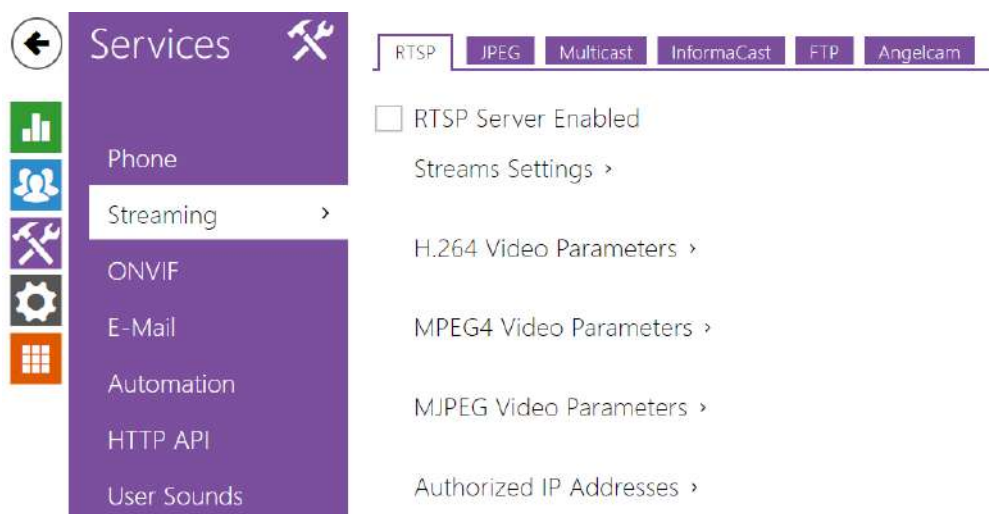 Services
Phone
Streaming ›
ONVIF
E-Mail
Automation
HTTP API
User Sounds
RTSP JPEG Multicast InformaCast FTP Angelcam
RTSP Server Enabled
Streams Settings ›
H.264 Video Parameters ›
MPEG4 Video Parameters ›
MJPEG Video Parameters ›
Authorized IP Addresses ›